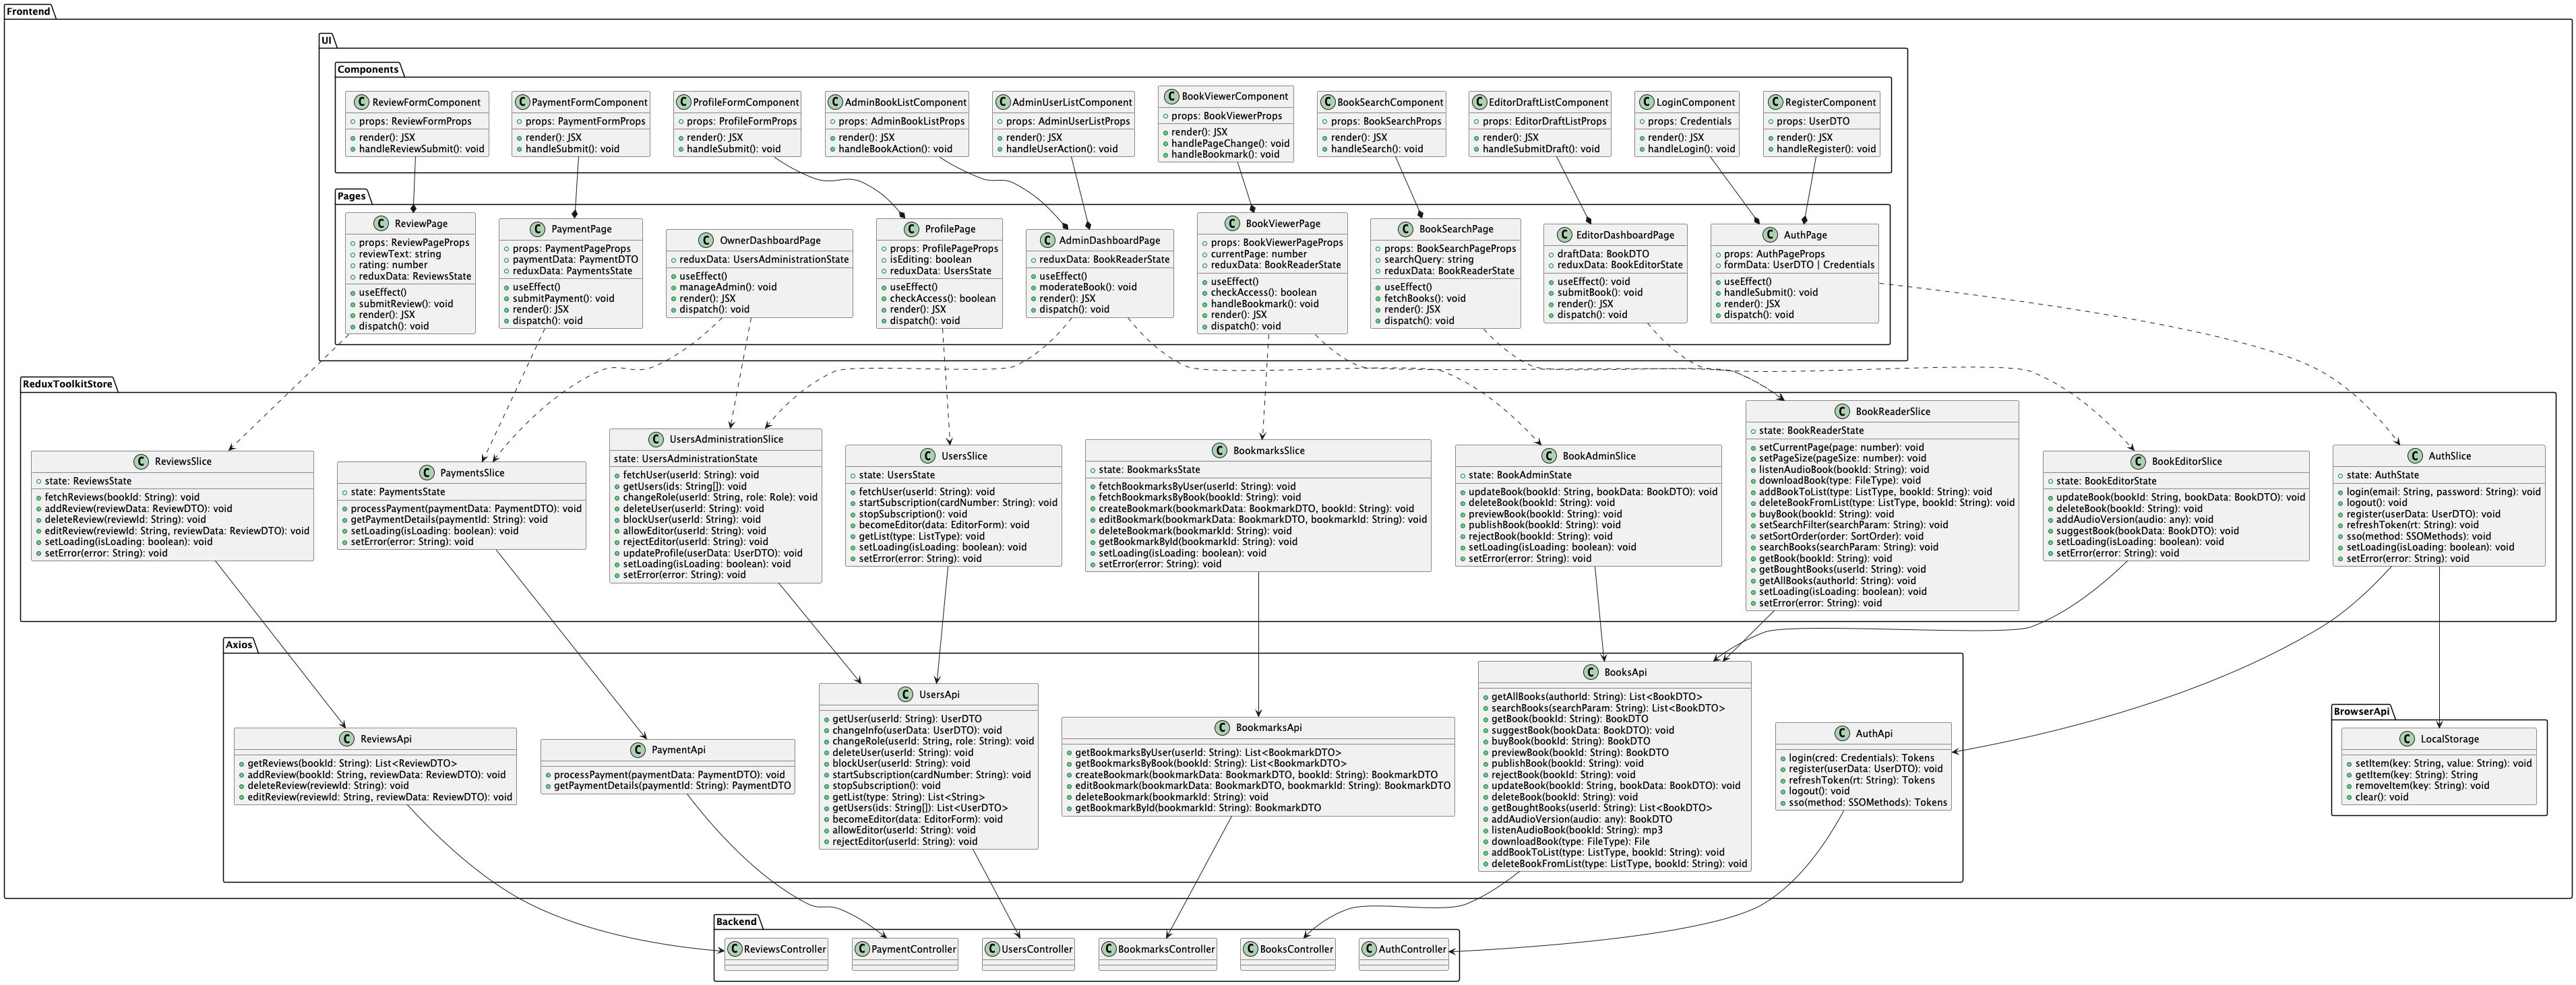 Frontend
UI
Components
C ReviewFormComponent
props: ReviewFormProps
render(): JSX
handleReviewSubmit(): void
C PaymentFormComponent
props: PaymentFormProps
render(): JSX
handleSubmit(): void
C ProfileFormComponent
props: ProfileFormProps
render(): JSX
handleSubmit(): void
C AdminBookListComponent
props: AdminBookListProps
render(): JSX
handleBookAction(): void
C AdminUserListComponent
props: AdminUserListProps
render(): JSX
handleUserAction(): void
C BookViewerComponent
props: BookViewerProps
render(): JSX
handlePageChange(): void
handleBookmark(): void
C BookSearchComponent
props: BookSearchProps
render(): JSX
handleSearch(): void
C EditorDraftListComponent
props: EditorDraftListProps
render(): JSX
handleSubmitDraft(): void
C LoginComponent
props: Credentials
render(): JSX
handleLogin(): void
C RegisterComponent
props: UserDTO
render(): JSX
handleRegister(): void
Pages
C ReviewPage
props: ReviewPageProps
reviewText: string
rating: number
reduxData: ReviewsState
useEffect()
submitReview(): void
render(): JSX
dispatch(): void
C PaymentPage
props: PaymentPageProps
paymentData: PaymentDTO
reduxData: PaymentsState
useEffect()
submitPayment(): void
render(): JSX
dispatch(): void
C OwnerDashboardPage
reduxData: UsersAdministrationState
useEffect()
manageAdmin(): void
render(): JSX
dispatch(): void
C ProfilePage
props: ProfilePageProps
isEditing: boolean
reduxData: UsersState
useEffect()
checkAccess(): boolean
render(): JSX
dispatch(): void
C AdminDashboardPage
reduxData: BookReaderState
useEffect()
moderateBook(): void
render(): JSX
dispatch(): void
C BookViewerPage
props: BookViewerPageProps
currentPage: number
reduxData: BookReaderState
useEffect()
checkAccess(): boolean
handleBookmark(): void
render(): JSX
dispatch(): void
C BookSearchPage
props: BookSearchPageProps
searchQuery: string
reduxData: BookReaderState
useEffect()
fetchBooks(): void
render(): JSX
dispatch(): void
C EditorDashboardPage
draftData: BookDTO
reduxData: BookEditorState
useEffect(): void
submitBook(): void
render(): JSX
dispatch(): void
C AuthPage
props: AuthPageProps
formData: UserDTO | Credentials
useEffect()
handleSubmit(): void
render(): JSX
dispatch(): void
ReduxToolkitStore
C ReviewsSlice
state: ReviewsState
fetchReviews(bookId: String): void
addReview(reviewData: ReviewDTO): void
deleteReview(reviewId: String): void
editReview(reviewId: String, reviewData: ReviewDTO): void
setLoading(isLoading: boolean): void
setError(error: String): void
C PaymentsSlice
state: PaymentsState
processPayment(paymentData: PaymentDTO): void
getPaymentDetails(paymentId: String): void
setLoading(isLoading: boolean): void
setError(error: String): void
C UsersAdministrationSlice
state: UsersAdministrationState
fetchUser(userId: String): void
getUsers(ids: String[]): void
changeRole(userId: String, role: Role): void
deleteUser(userId: String): void
blockUser(userId: String): void
allowEditor(userId: String): void
rejectEditor(userId: String): void
updateProfile(userData: UserDTO): void
setLoading(isLoading: boolean): void
setError(error: String): void
C UsersSlice
state: UsersState
fetchUser(userId: String): void
startSubscription(cardNumber: String): void
stopSubscription(): void
becomeEditor(data: EditorForm): void
getList(type: ListType): void
setLoading(isLoading: boolean): void
setError(error: String): void
C BookmarksSlice
state: BookmarksState
fetchBookmarksByUser(userId: String): void
fetchBookmarksByBook(bookId: String): void
createBookmark(bookmarkData: BookmarkDTO, bookId: String): void
editBookmark(bookmarkData: BookmarkDTO, bookmarkId: String): void
deleteBookmark(bookmarkId: String): void
getBookmarkById(bookmarkId: String): void
setLoading(isLoading: boolean): void
setError(error: String): void
C BookAdminSlice
state: BookAdminState
updateBook(bookId: String, bookData: BookDTO): void
deleteBook(bookId: String): void
previewBook(bookId: String): void
publishBook(bookId: String): void
rejectBook(bookId: String): void
setLoading(isLoading: boolean): void
setError(error: String): void
C BookReaderSlice
state: BookReaderState
setCurrentPage(page: number): void
setPageSize(pageSize: number): void
listenAudioBook(bookId: String): void
downloadBook(type: FileType): void
addBookToList(type: ListType, bookId: String): void
deleteBookFromList(type: ListType, bookId: String): void
buyBook(bookId: String): void
setSearchFilter(searchParam: String): void
setSortOrder(order: SortOrder): void
searchBooks(searchParam: String): void
getBook(bookId: String): void
getBoughtBooks(userId: String): void
getAllBooks(authorId: String): void
setLoading(isLoading: boolean): void
setError(error: String): void
C BookEditorSlice
state: BookEditorState
updateBook(bookId: String, bookData: BookDTO): void
deleteBook(bookId: String): void
addAudioVersion(audio: any): void
suggestBook(bookData: BookDTO): void
setLoading(isLoading: boolean): void
setError(error: String): void
C AuthSlice
state: AuthState
login(email: String, password: String): void
logout(): void
register(userData: UserDTO): void
refreshToken(rt: String): void
sso(method: SSOMethods): void
setLoading(isLoading: boolean): void
setError(error: String): void
Axios
C ReviewsApi
getReviews(bookId: String): List<ReviewDTO>
addReview(bookId: String, reviewData: ReviewDTO): void
deleteReview(reviewId: String): void
editReview(reviewId: String, reviewData: ReviewDTO): void
C PaymentApi
processPayment(paymentData: PaymentDTO): void
getPaymentDetails(paymentId: String): PaymentDTO
C UsersApi
getUser(userId: String): UserDTO
changeInfo(userData: UserDTO): void
changeRole(userId: String, role: String): void
deleteUser(userId: String): void
blockUser(userId: String): void
startSubscription(cardNumber: String): void
stopSubscription(): void
getList(type: String): List<String>
getUsers(ids: String[]): List<UserDTO>
becomeEditor(data: EditorForm): void
allowEditor(userId: String): void
rejectEditor(userId: String): void
C BookmarksApi
getBookmarksByUser(userId: String): List<BookmarkDTO>
getBookmarksByBook(bookId: String): List<BookmarkDTO>
createBookmark(bookmarkData: BookmarkDTO, bookId: String): BookmarkDTO
editBookmark(bookmarkData: BookmarkDTO, bookmarkId: String): BookmarkDTO
deleteBookmark(bookmarkId: String): void
getBookmarkById(bookmarkId: String): BookmarkDTO
C BooksApi
getAllBooks(authorId: String): List<BookDTO>
searchBooks(searchParam: String): List<BookDTO>
getBook(bookId: String): BookDTO
suggestBook(bookData: BookDTO): void
buyBook(bookId: String): BookDTO
previewBook(bookId: String): BookDTO
publishBook(bookId: String): void
rejectBook(bookId: String): void
updateBook(bookId: String, bookData: BookDTO): void
deleteBook(bookId: String): void
getBoughtBooks(userId: String): List<BookDTO>
addAudioVersion(audio: any): BookDTO
listenAudioBook(bookId: String): mp3
downloadBook(type: FileType): File
addBookToList(type: ListType, bookId: String): void
deleteBookFromList(type: ListType, bookId: String): void
C AuthApi
login(cred: Credentials): Tokens
register(userData: UserDTO): void
refreshToken(rt: String): Tokens
logout(): void
sso(method: SSOMethods): Tokens
BrowserApi
C LocalStorage
setItem(key: String, value: String): void
getItem(key: String): String
removeItem(key: String): void
clear(): void
Backend
C ReviewsController
C PaymentController
C UsersController
C BookmarksController
C BooksController
C AuthController